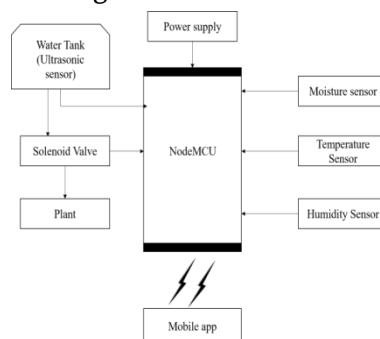 Power supply
Water Tank
(Ultrasonic
sensor)
Moisture sensor
Solenoid Valve
NodeMCU
Temperature
Sensor
Plant
Humidity Sensor
Mobile app